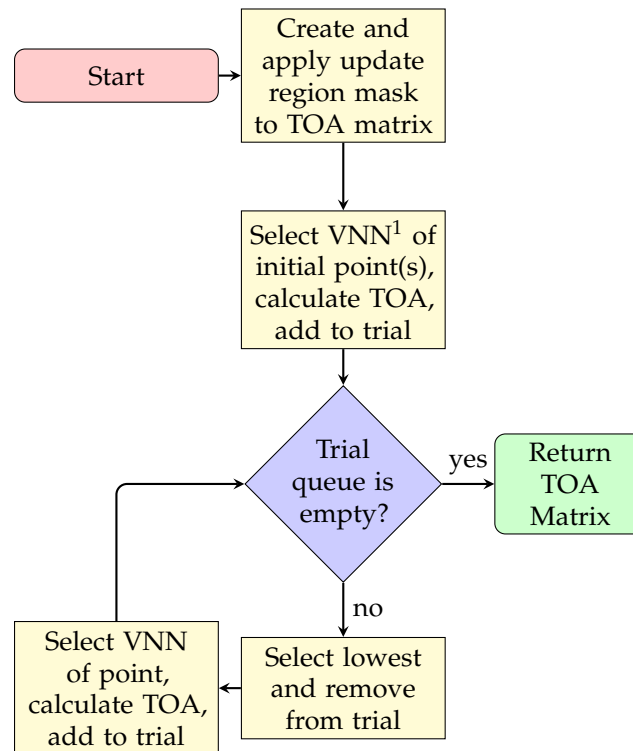 Start
Create and
apply update
region mask
to TOA matrix
Select VNN¹ of
initial point(s),
calculate TOA,
add to trial
Trial
queue is
empty?
yes
Return
TOA
Matrix
no
Select lowest
and remove
from trial
Select VNN
of point,
calculate TOA,
add to trial